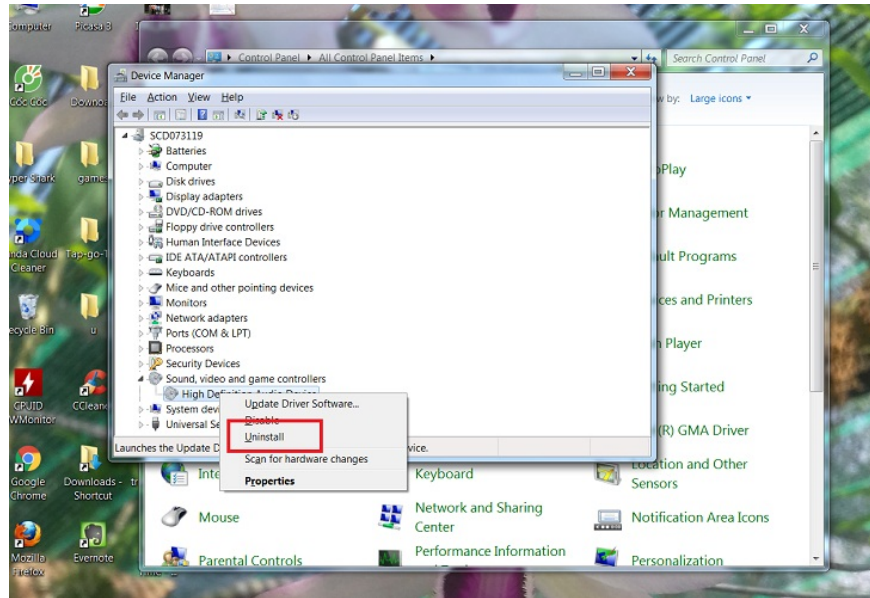 Computer
Picasa 3
Control Panel
All Control Panel Items
Search Control Panel
Device Manager
File Action View Help
View by: Large icons
Cốc Cốc
SCD073119
Batteries
Computer
Disk drives
Display adapters
DVD/CD-ROM drives
Floppy drive controllers
Human Interface Devices
IDE ATA/ATAPI controllers
Keyboards
Mice and other pointing devices
Monitors
Network adapters
Ports (COM & LPT)
Processors
Security Devices
Sound, video and game controllers
High Definition Audio Device
System devi
Universal Se
Update Driver Software...
Disable
Uninstall
Scan for hardware changes
Properties
Launches the Update D
vice.
oPlay
r Management
ult Programs
ces and Printers
n Player
ing Started
(R) GMA Driver
Location and Other
Sensors
Inte
Keyboard
Mouse
Network and Sharing
Center
Notification Area Icons
Parental Controls
Performance Information
Personalization
yper Shark
games
nda Cloud
Cleaner
Tap-go-T
ecycle Bin
u
CPUID
WMonitor
CCleane
Google
Chrome
Downloads -
Shortcut
Mozilla
Firefox
Evernote